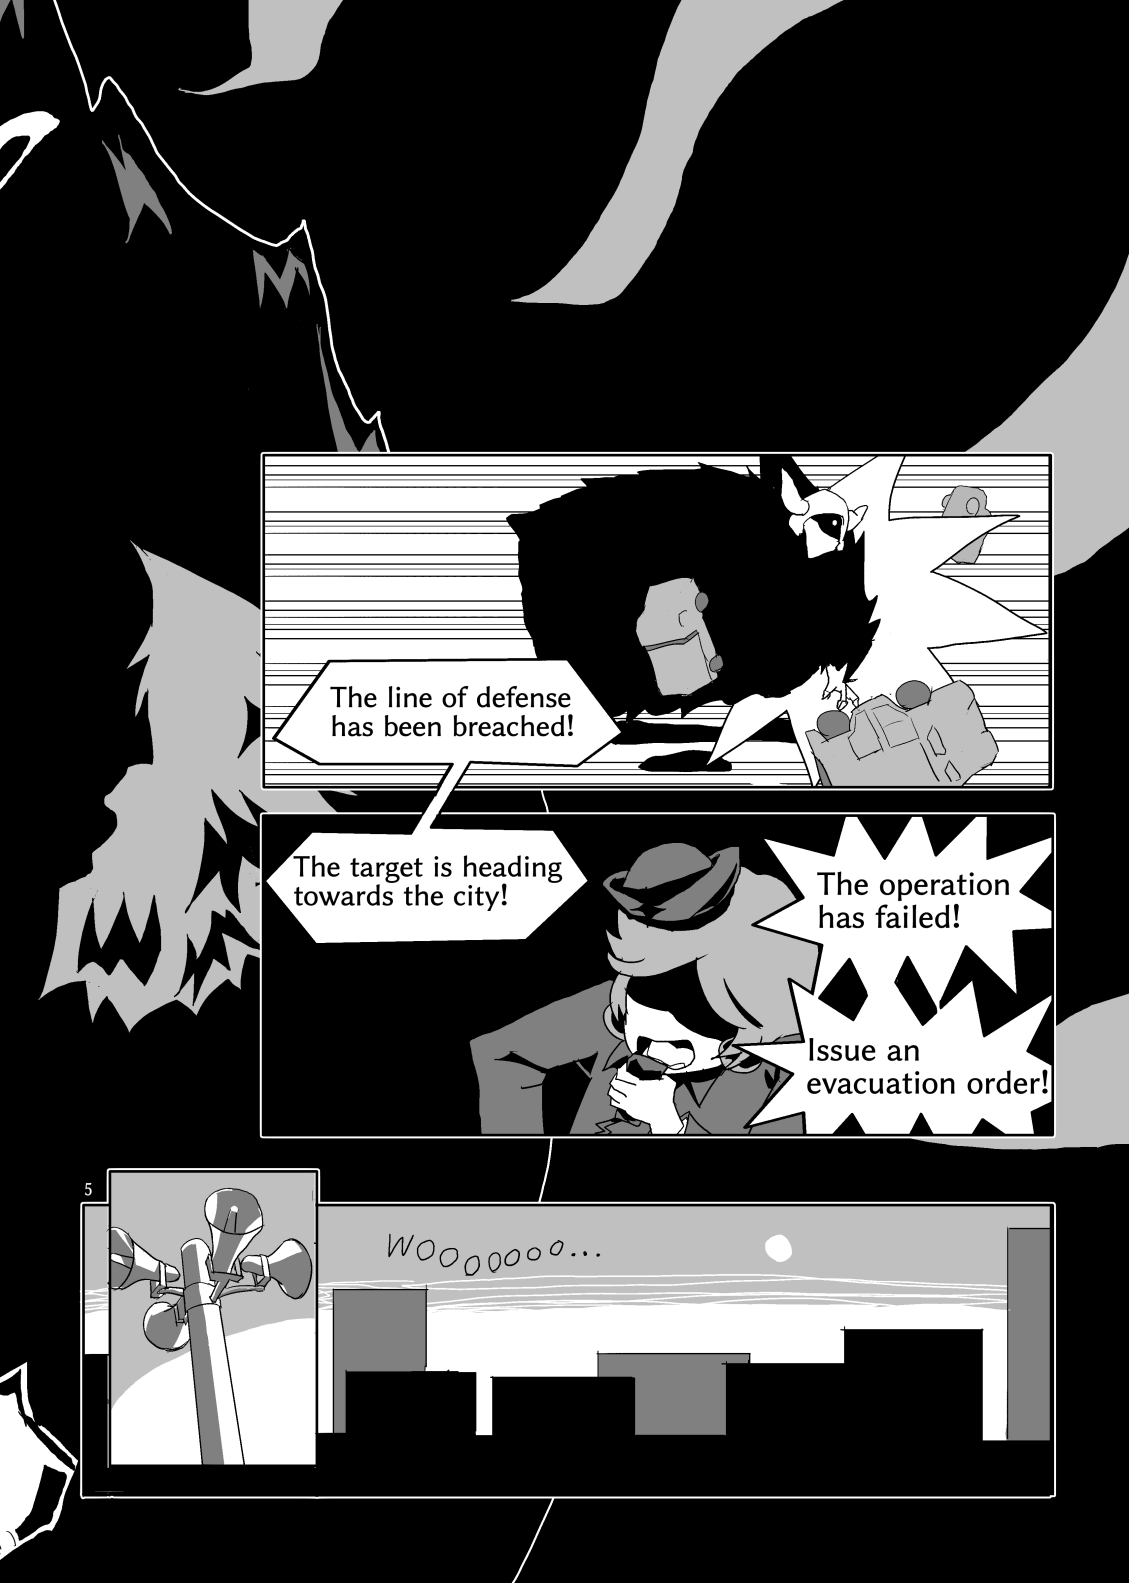 The line of defense
has been breached!
The target is heading
towards the city!
The operation
has failed!
Issue an
evacuation order!
5
WOOOOOOO...